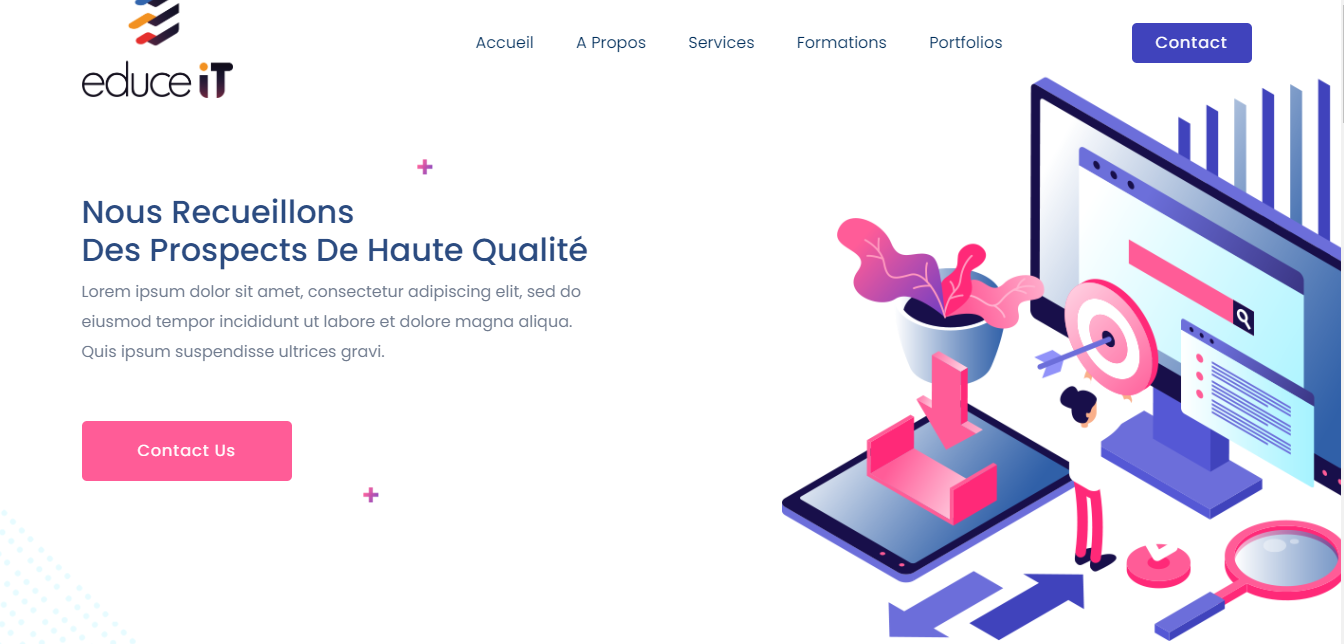 educe iT
Accueil
A Propos
Services
Formations
Portfolios
Contact
Nous Recueillons
Des Prospects De Haute Qualité
Lorem ipsum dolor sit amet, consectetur adipiscing elit, sed do
eiusmod tempor incididunt ut labore et dolore magna aliqua.
Quis ipsum suspendisse ultrices gravi.
Contact Us